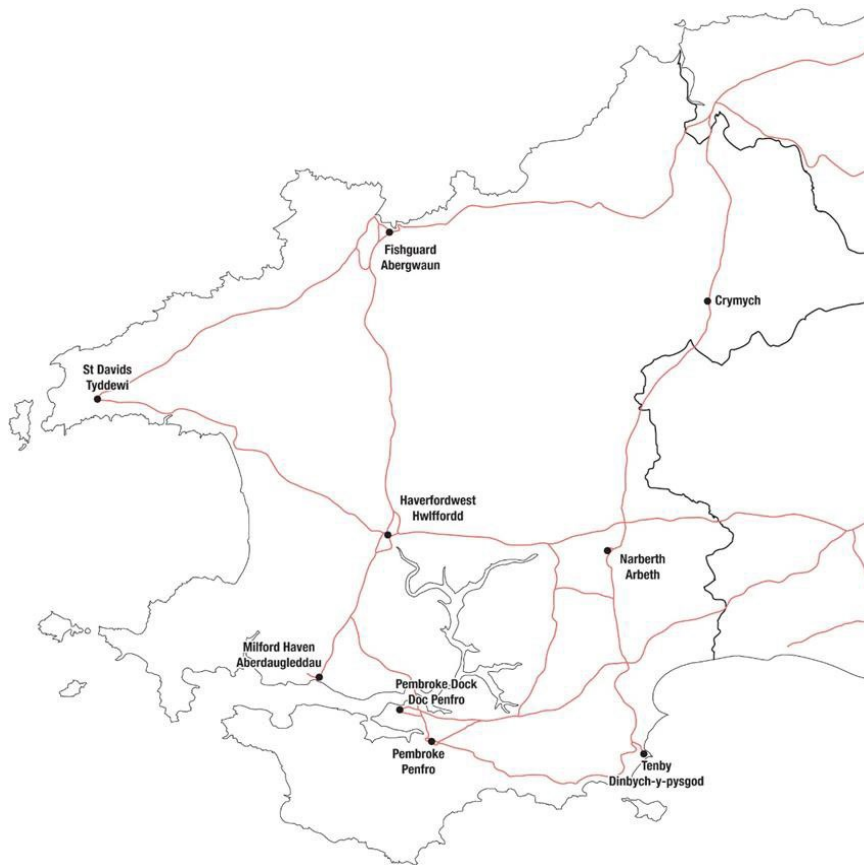 Fishguard
Abergwaun
Crymych
St Davids
Tyddewi
Haverfordwest
Hwlffordd
Narberth
Arbeth
Milford Haven
Aberdaugleddau
Pembroke Dock
Doc Penfro
Pembroke
Penfro
Tenby
Dinbych-y-pysgod